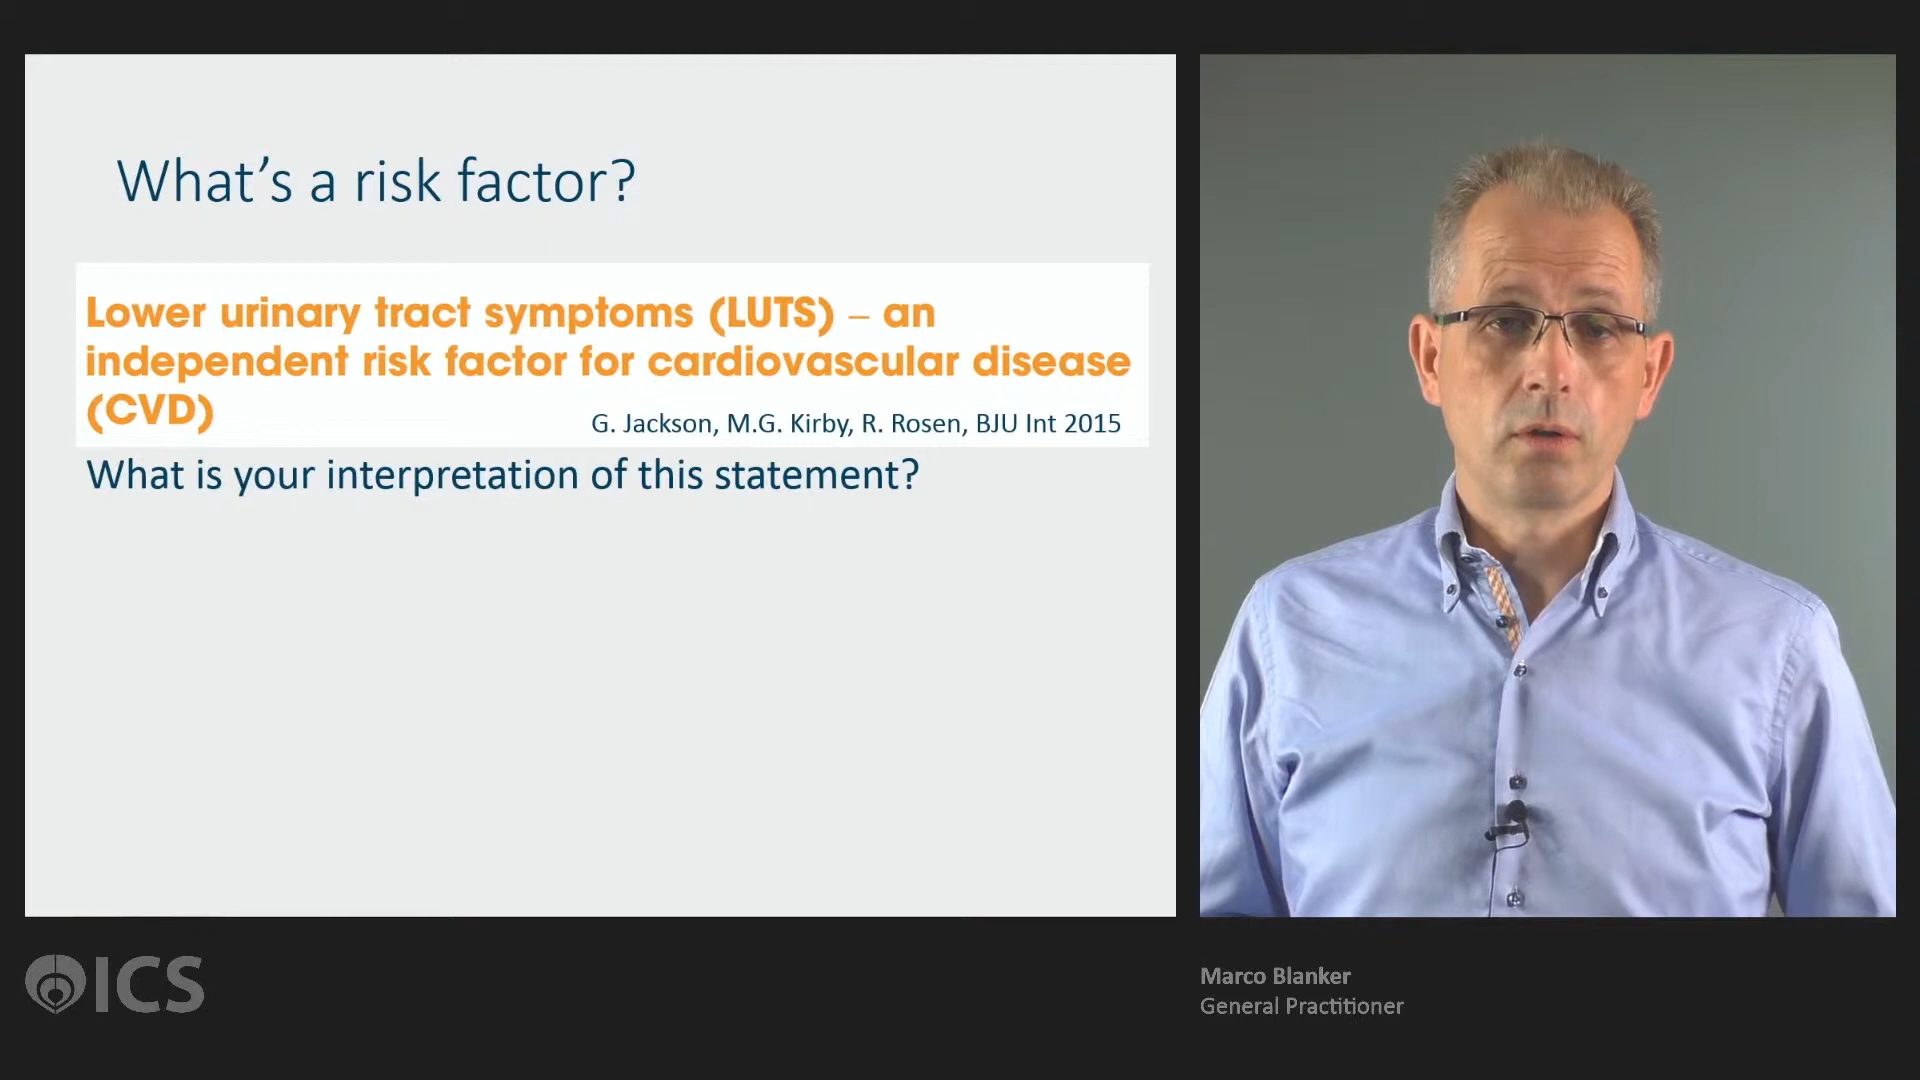 What's a risk factor?
Lower urinary tract symptoms (LUTS) – an
independent risk factor for cardiovascular disease
(CVD)
G. Jackson, M.G. Kirby, R. Rosen, BJU Int 2015
What is your interpretation of this statement?
ICS
Marco Blanker
General Practitioner